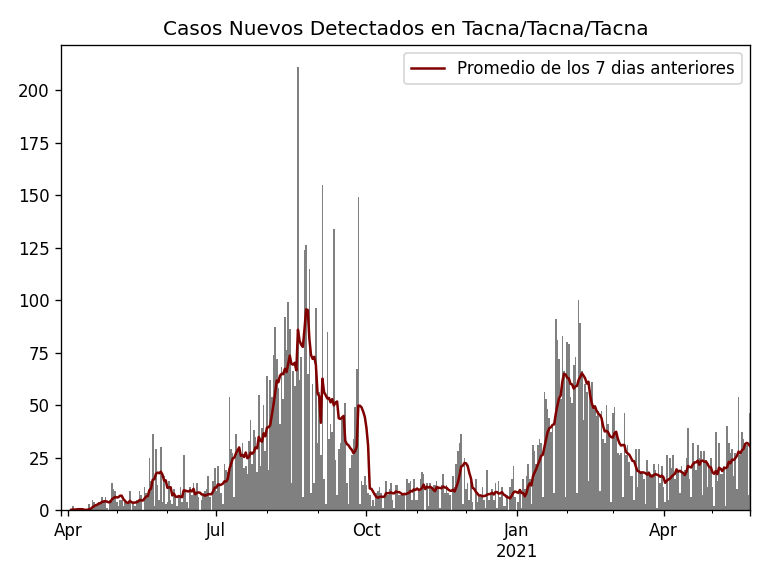 Casos Nuevos Detectados en Tacna/Tacna/Tacna
Promedio de los 7 dias anteriores
200
175
150
125
100
75
50
25
0
Apr
Jul
Oct
Jan
2021
Apr